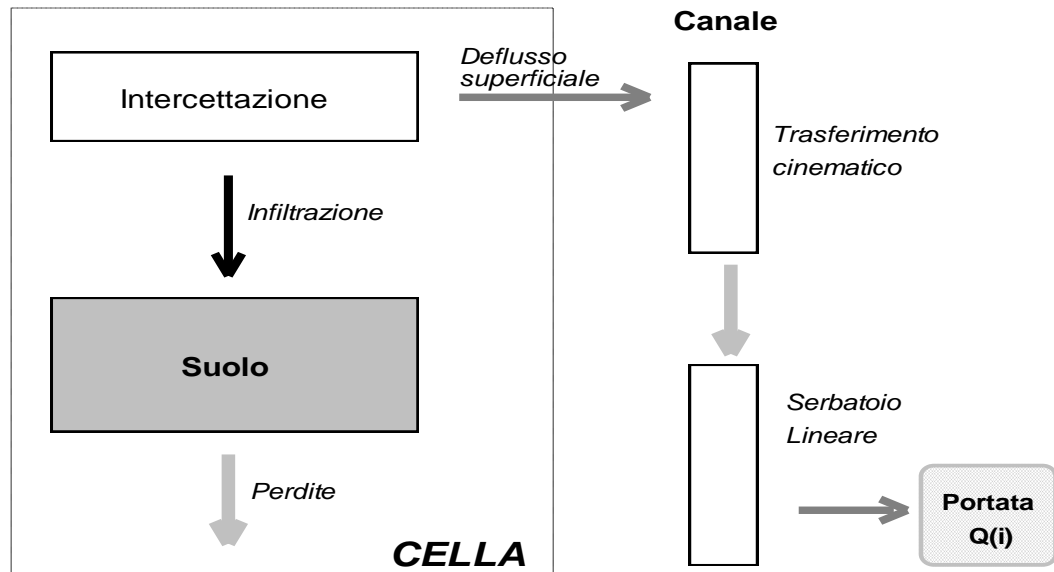 Intercettazione
Infiltrazione
Suolo
Perdite
CELLA
Deflusso
superficiale
Canale
Trasferimento
cinematico
Serbatoio
Lineare
Portata
Q(i)